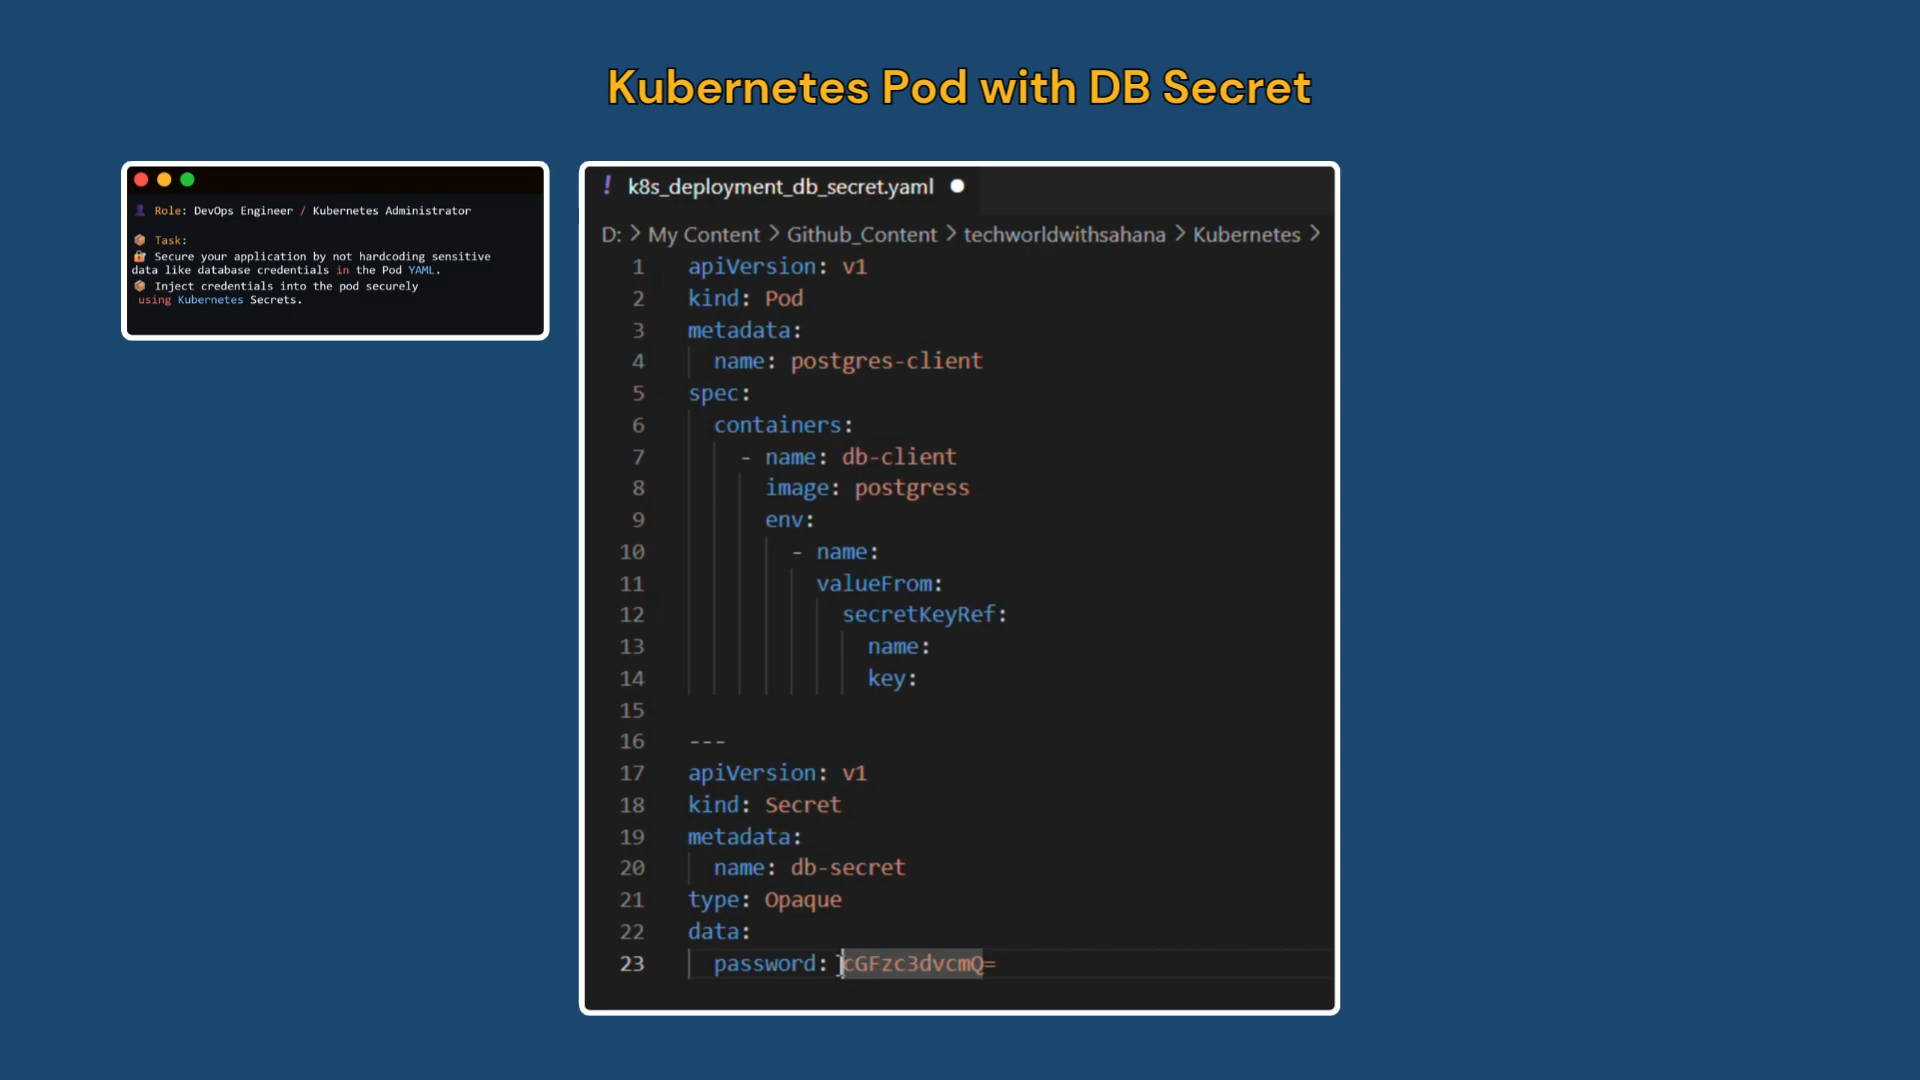 Kubernetes Pod with DB Secret
Role: DevOps Engineer / Kubernetes Administrator
Task:
Secure your application by not hardcoding sensitive
data like database credentials in the Pod YAML.
Inject credentials into the pod securely
using Kubernetes Secrets.
! k8s_deployment_db_secret.yaml
D: > My Content > Github_Content > techworldwithsahana > Kubernetes >
1 apiVersion: v1
2 kind: Pod
3 metadata:
4 name: postgres-client
5 spec:
6 containers:
7 - name: db-client
8 image: postgress
9 env:
10 - name:
11 valueFrom:
12 secretKeyRef:
13 name:
14 key:
15
16 ---
17 apiVersion: v1
18 kind: Secret
19 metadata:
20 name: db-secret
21 type: Opaque
22 data:
23 password: cGFzc3dvcmQ=